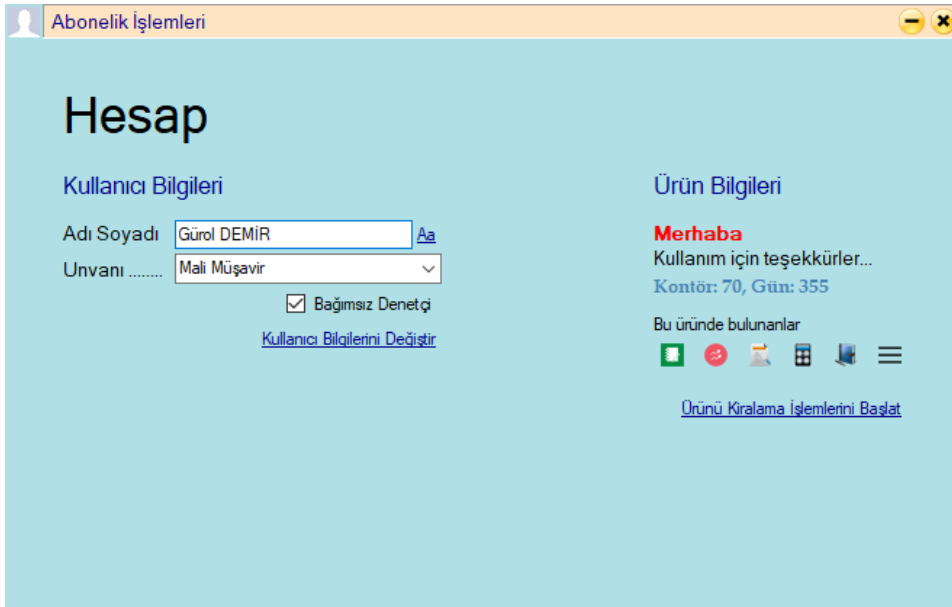 Abonelik İşlemleri
Hesap
Kullanıcı Bilgileri
Adı Soyadı Gürol DEMİR Aa
Unvanı ........ Mali Müşavir
Bağımsız Denetçi
Kullanıcı Bilgilerini Değiştir
Ürün Bilgileri
Merhaba
Kullanım için teşekkürler...
Kontör: 70, Gün: 355
Bu üründe bulunanlar
Ürünü Kiralama İşlemlerini Başlat